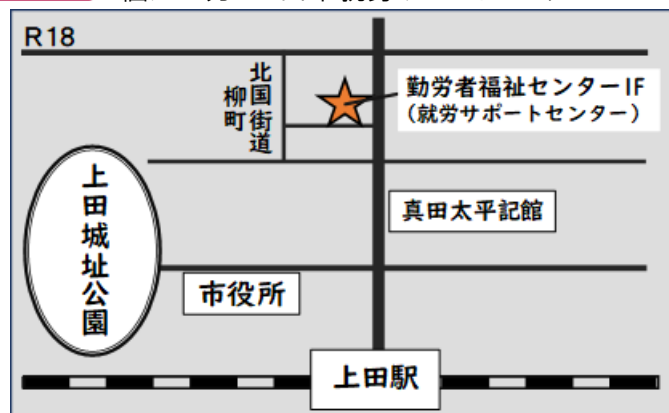 R18
北国街道
柳町
勤労者福祉センター1F
（就労サポートセンター）
上田城址公園
真田太平記館
市役所
上田駅